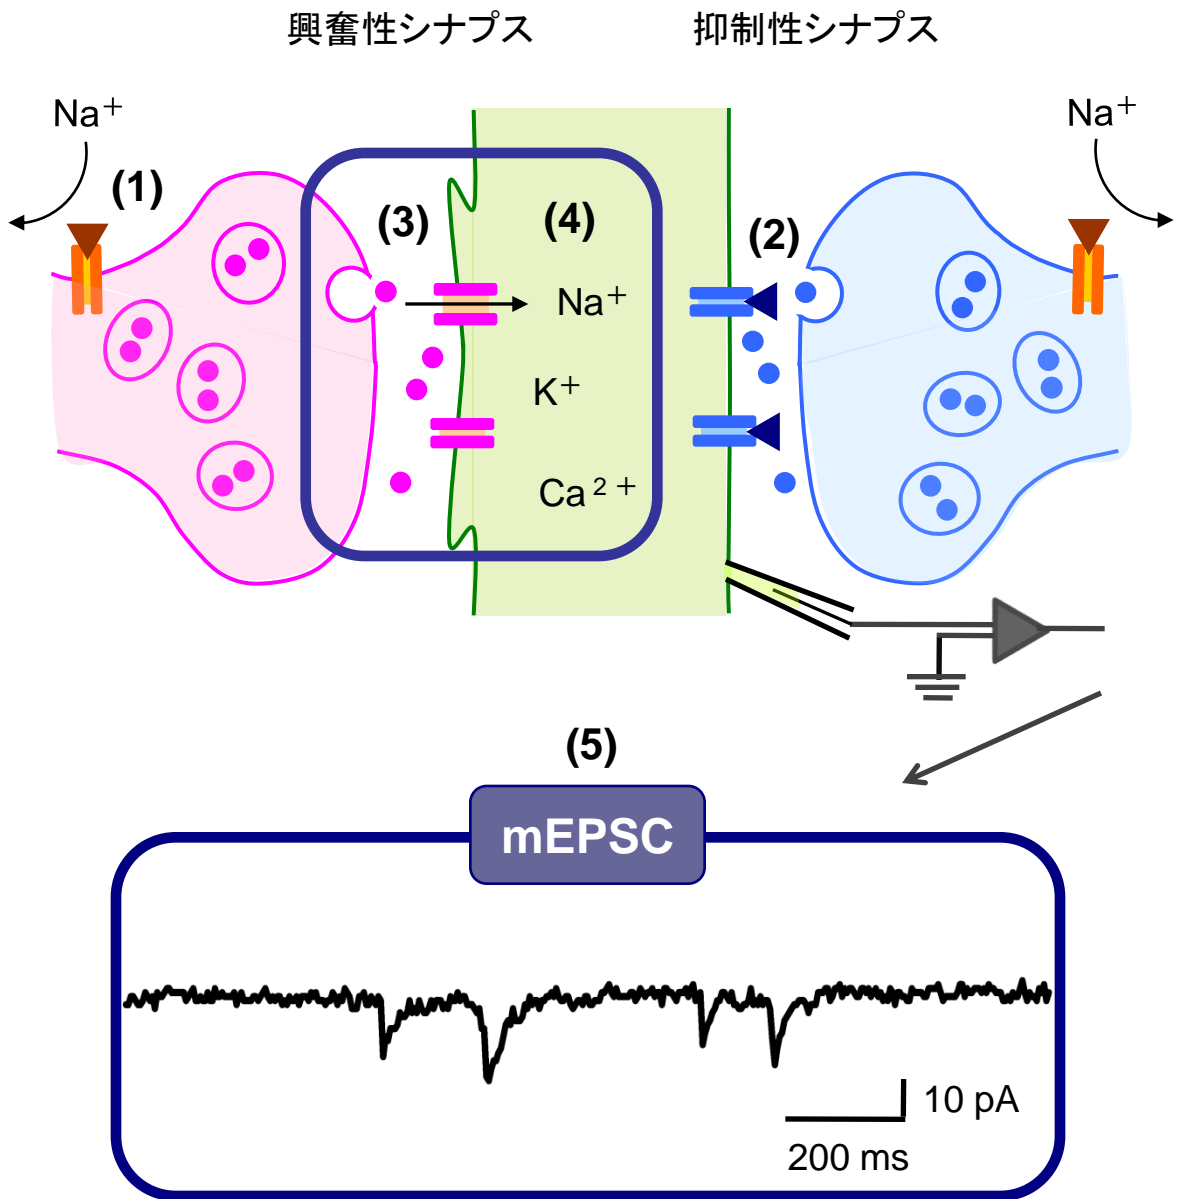 興奮性シナプス 抑制性シナプス
Na⁺ Na⁺
(1)
(3) (4) (2)
Na⁺
K⁺
Ca²⁺
(5)
mEPSC
10 pA
200 ms